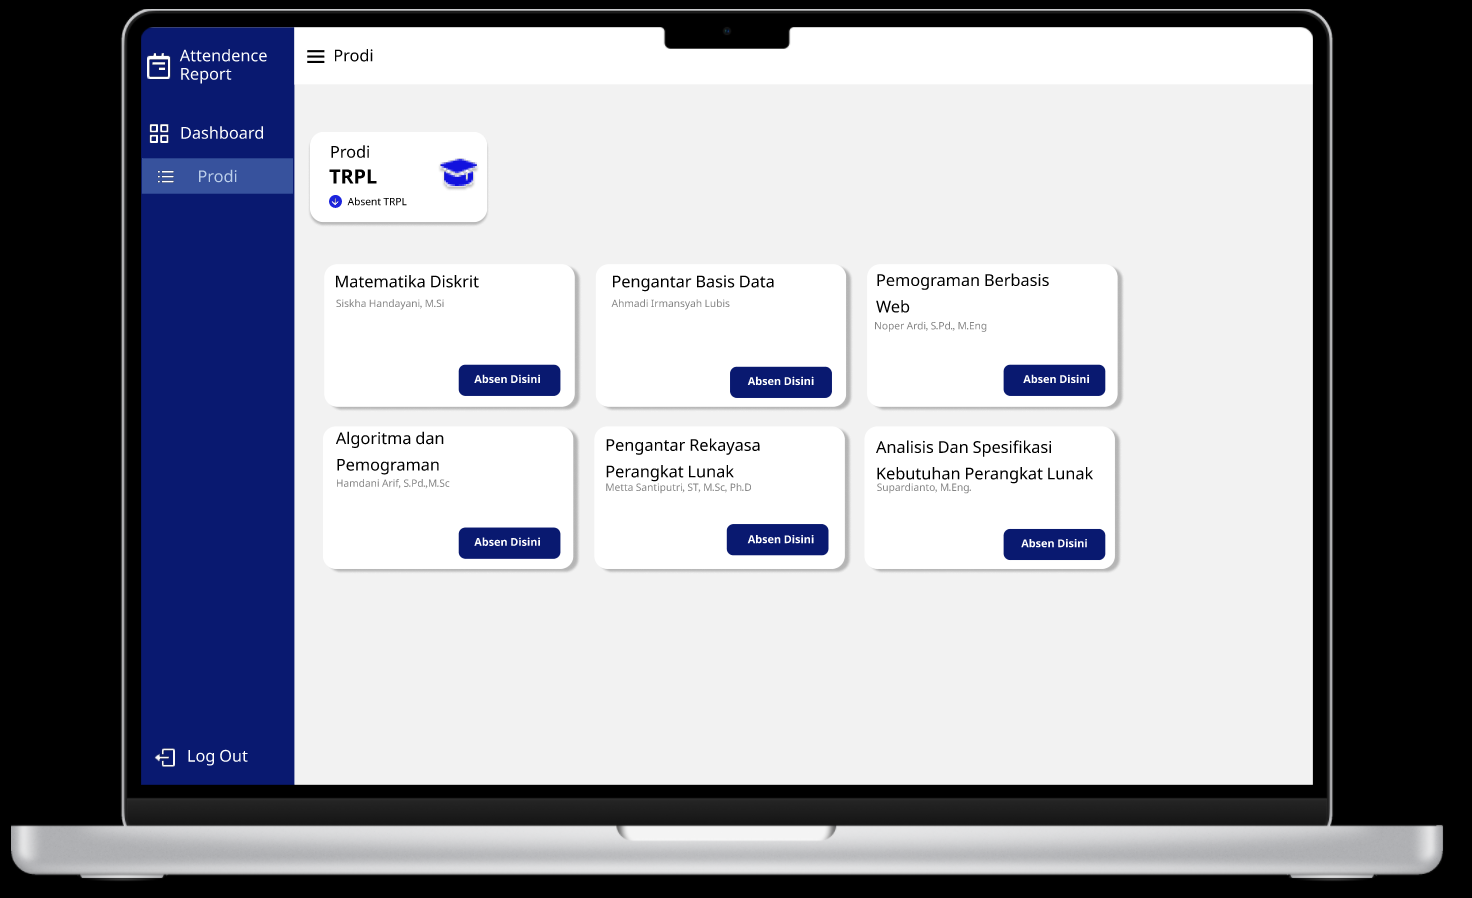 Attendence
Report
Dashboard
Prodi
Log Out
Prodi
Prodi
TRPL
Absent TRPL
Matematika Diskrit
Siskha Handayani, M.Si
Absen Disini
Pengantar Basis Data
Ahmadi Irmansyah Lubis
Absen Disini
Pemograman Berbasis
Web
Noper Ardi, S.Pd., M.Eng
Absen Disini
Algoritma dan
Pemograman
Hamdani Arif, S.Pd.,M.Sc
Absen Disini
Pengantar Rekayasa
Perangkat Lunak
Metta Santiputri, ST, M.Sc, Ph.D
Absen Disini
Analisis Dan Spesifikasi
Kebutuhan Perangkat Lunak
Supardianto, M.Eng.
Absen Disini